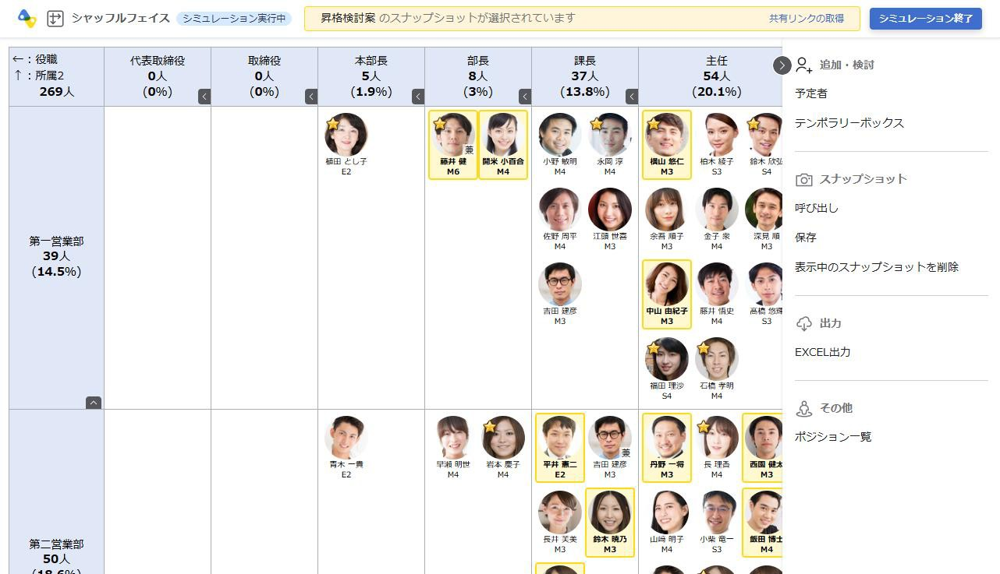 シャッフルフェイス
シミュレーション実行中
昇格検討案 のスナップショットが選択されています
共有リンクの取得
シミュレーション終了
←：役職
↑：所属2
269人
代表取締役
0人
(0%)
取締役
0人
(0%)
本部長
5人
(1.9%)
部長
8人
(3%)
課長
37人
(13.8%)
主任
54人
(20.1%)
追加・検討
予定者
テンポラリーボックス
スナップショット
呼び出し
保存
表示中のスナップショットを削除
出力
EXCEL出力
その他
ポジション一覧
第一営業部
39人
(14.5%)
植田 とし子
E2
兼
藤井 健
M6
開米 小百合
M4
小野 敏明
M4
永岡 淳
M4
佐野 周平
M4
江頭 世喜
M3
吉田 建彦
M3
横山 悠仁
M3
柏木 綾子
S3
鈴木 欣弘
S4
余吾 順子
M3
金子 衆
M4
深見 順
M3
中山 由紀子
M3
藤井 悟史
M4
高橋 悠輝
S3
福田 理沙
S4
石橋 孝明
M4
第二営業部
50人
(18.6%)
青木 一貴
E2
早瀬 明世
M4
岩本 慶子
M4
平井 憲二
E2
兼
吉田 建彦
M3
長井 芙美
M3
鈴木 暁乃
M3
丹野 一将
M3
長 理香
M4
西園 健太
M3
山﨑 明子
M4
小柴 竜一
S3
飯田 博士
M4